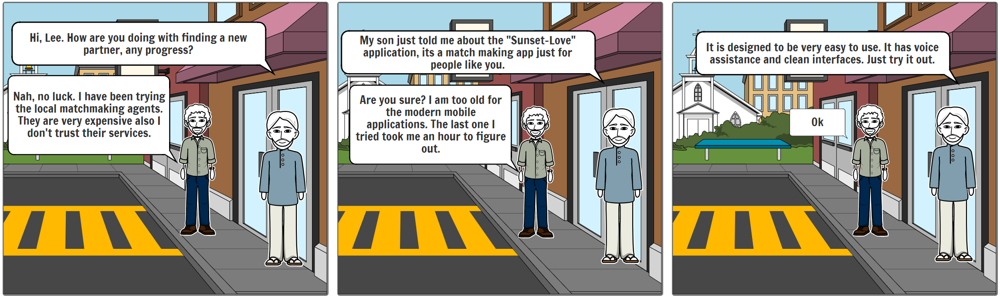 Hi, Lee. How are you doing with finding a new
partner, any progress?
Nah, no luck. I have been trying
the local matchmaking agents.
They are very expensive also I
don't trust their services.
My son just told me about the "Sunset-Love"
application, its a match making app just for
people like you.
Are you sure? I am too old for
the modern mobile
applications. The last one I
tried took me an hour to figure
out.
It is designed to be very easy to use. It has voice
assistance and clean interfaces. Just try it out.
Ok